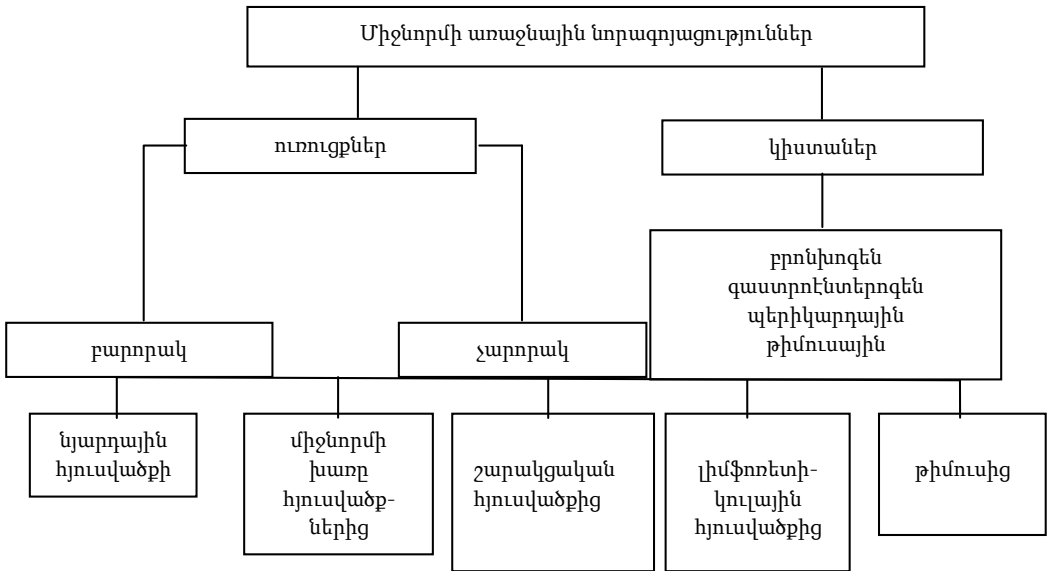 Միջնորմի առաջնային նորագոյացություններ
ուռուցքներ
կիստաներ
բրոնխոգեն
գաստրոէնտերոգեն
պերիկարդային
թիմուսային
բարորակ
չարորակ
նյարդային
հյուսվածքի
միջնորմի
խառը
հյուսվածք-
ներից
շարակցական
հյուսվածքից
լիմֆոռետի-
կուլային
հյուսվածքից
թիմուսից